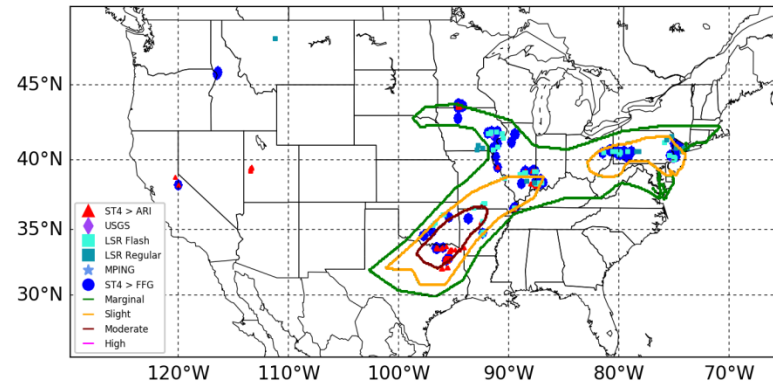 45°N
40°N
35°N
30°N
ST4 > ARI
USGS
LSR Flash
LSR Regular
MPING
ST4 > FFG
Marginal
Slight
Moderate
High
120°W 110°W 100°W 90°W 80°W 70°W